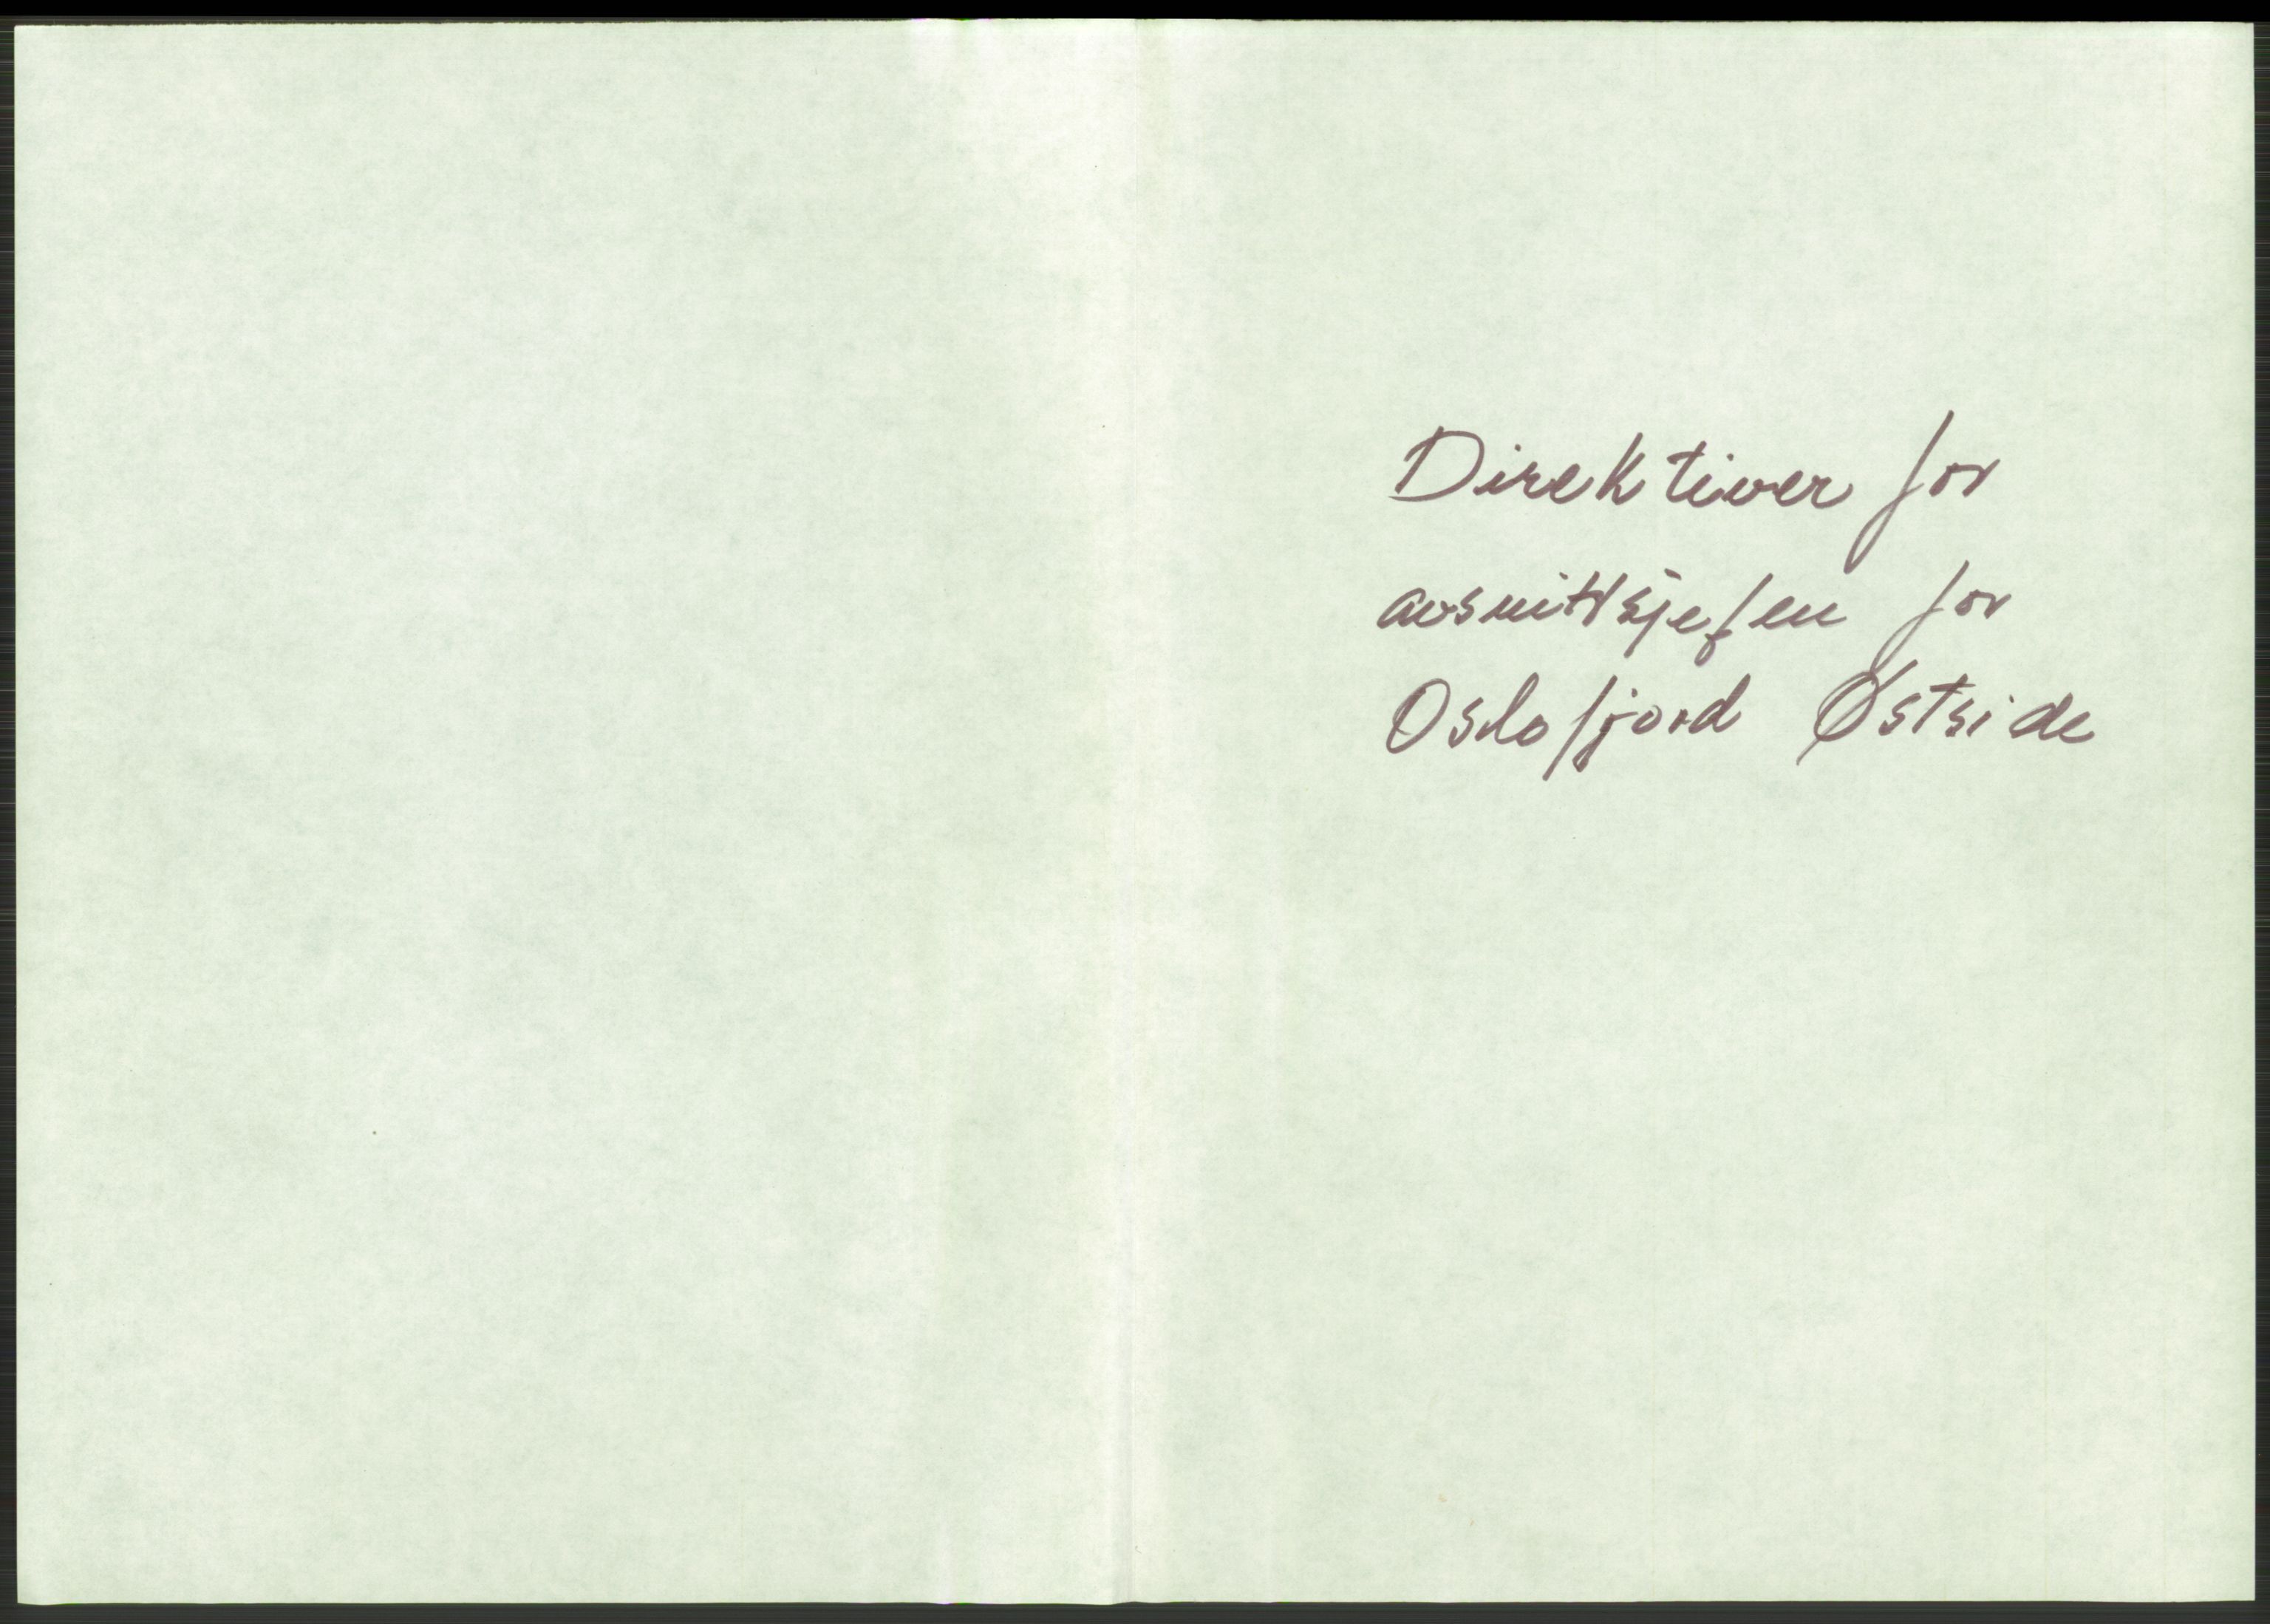 Direktiver for
avsnittsjefen for
Oslofjord Østside